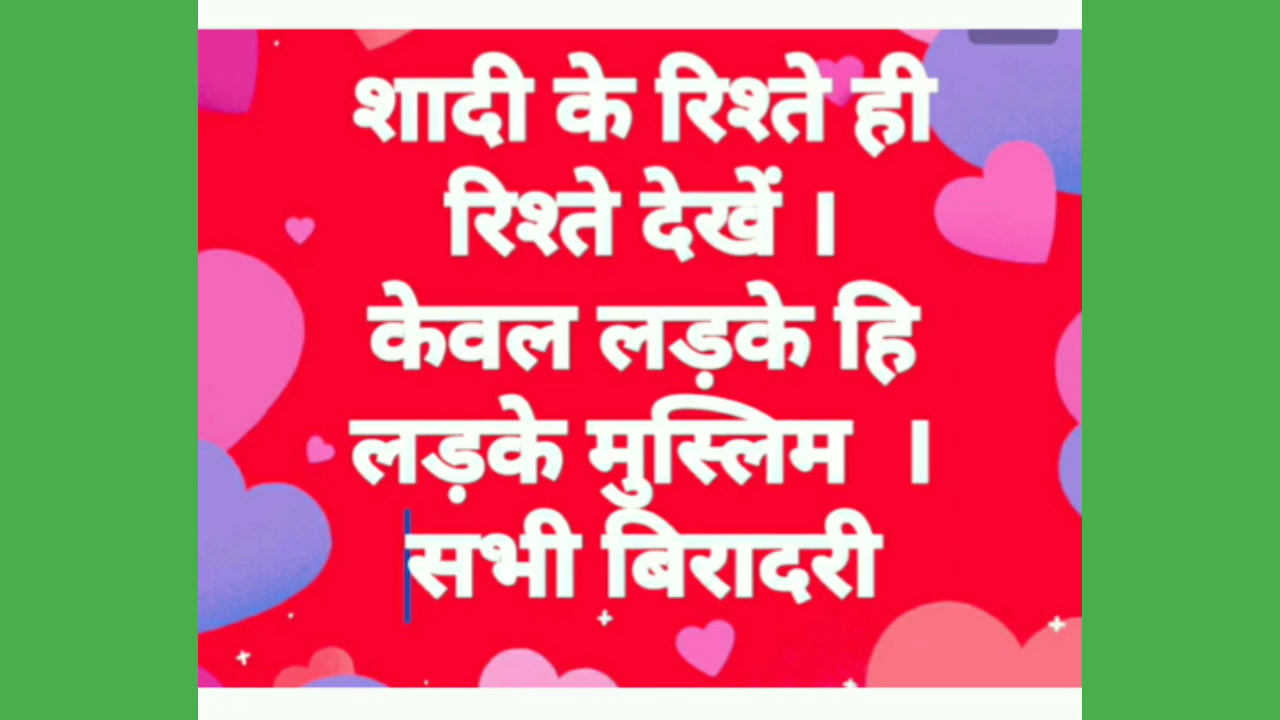 शादी के रिश्ते ही
रिश्ते देखें ।
केवल लड़के हि
लड़के मुस्लिम ।
सभी बिरादरी